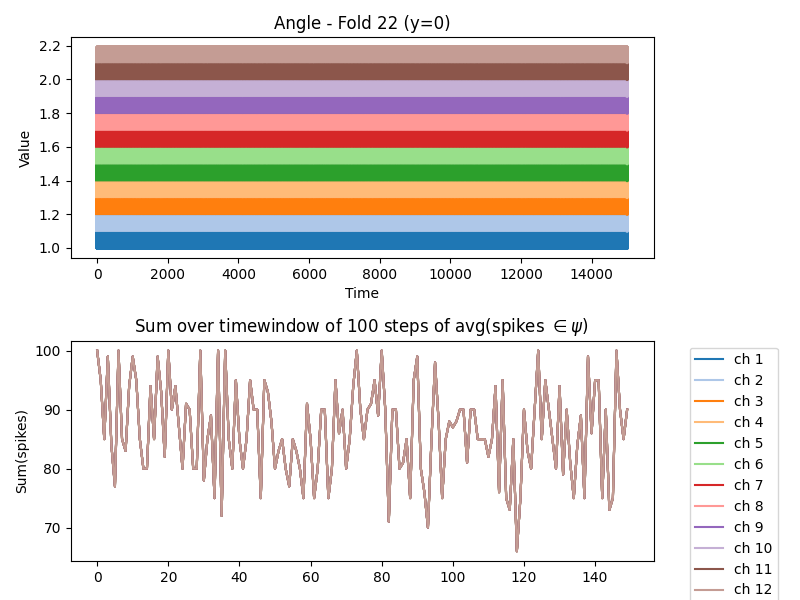 Angle - Fold 22 (y=0)
Value
2.2
2.0
1.8
1.6
1.4
1.2
1.0
0 2000 4000 6000 8000 10000 12000 14000
Time
Sum over timewindow of 100 steps of avg(spikes ∈ ψ)
Sum(spikes)
100
90
80
70
0 20 40 60 80 100 120 140
ch 1
ch 2
ch 3
ch 4
ch 5
ch 6
ch 7
ch 8
ch 9
ch 10
ch 11
ch 12